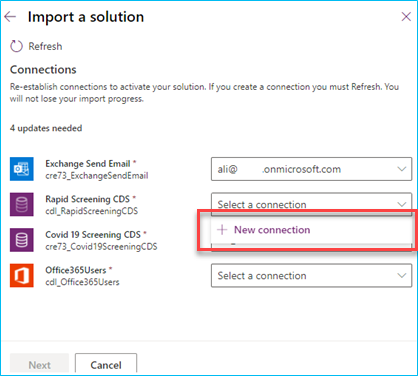 Import a solution
Refresh
Connections
Re-establish connections to activate your solution. If you create a connection you must Refresh. You
will not lose your import progress.
4 updates needed
Exchange Send Email *
cre73_ExchangeSendEmail
ali@ .onmicrosoft.com
Rapid Screening CDS *
cdl_RapidScreeningCDS
Select a connection
New connection
Covid 19 Screening CDS *
cre73_Covid19ScreeningCDS
Office365Users *
cdl_Office365Users
Select a connection
Next
Cancel